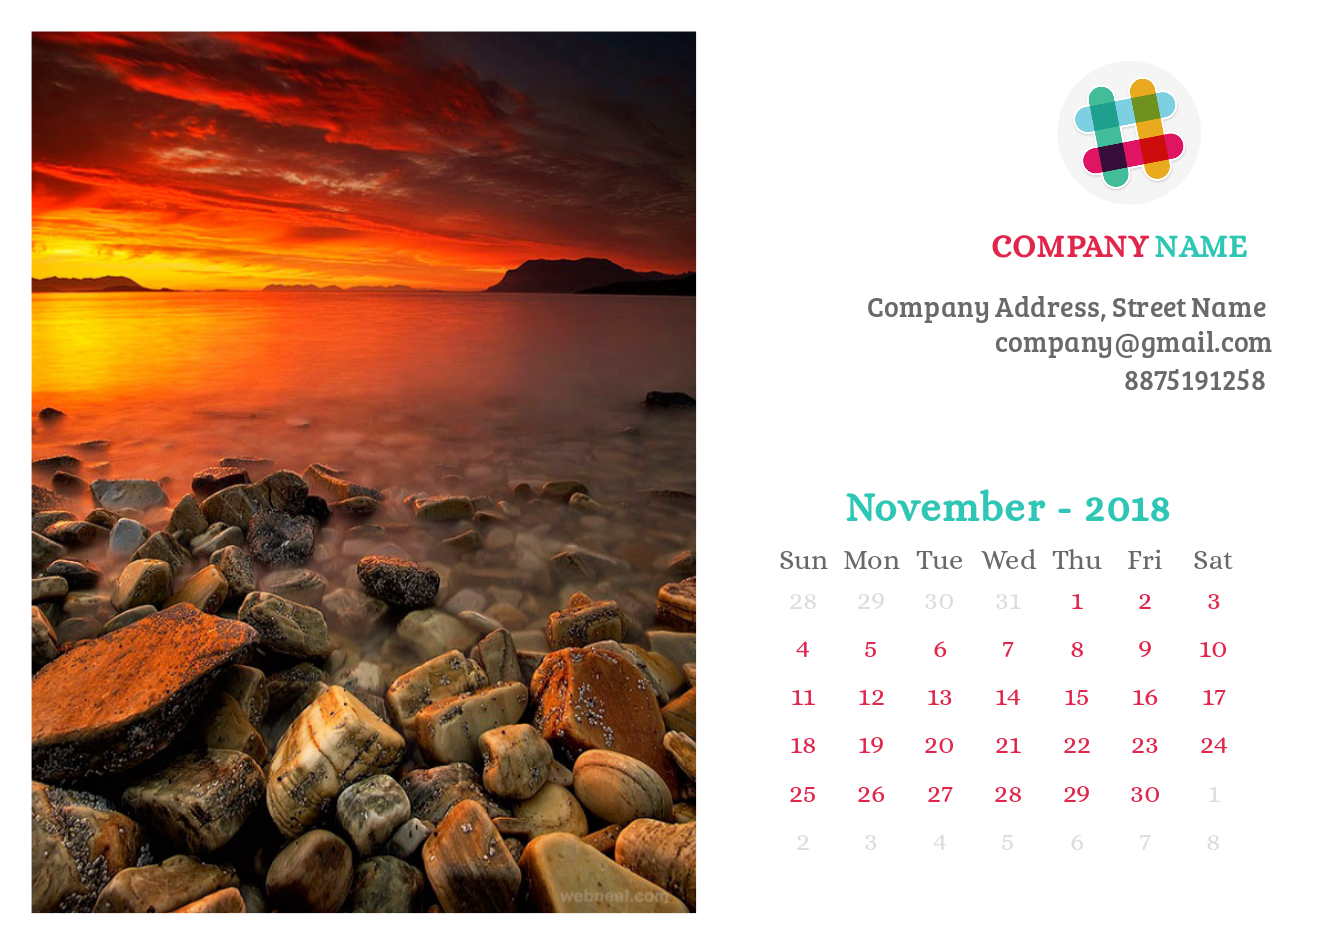 COMPANY NAME
Company Address, Street Name
company@gmail.com
8875191258
November - 2018
Sun Mon Tue Wed Thu Fri Sat
28 29 30 31 1 2 3
4 5 6 7 8 9 10
11 12 13 14 15 16 17
18 19 20 21 22 23 24
25 26 27 28 29 30 1
2 3 4 5 6 7 8
webneel.com